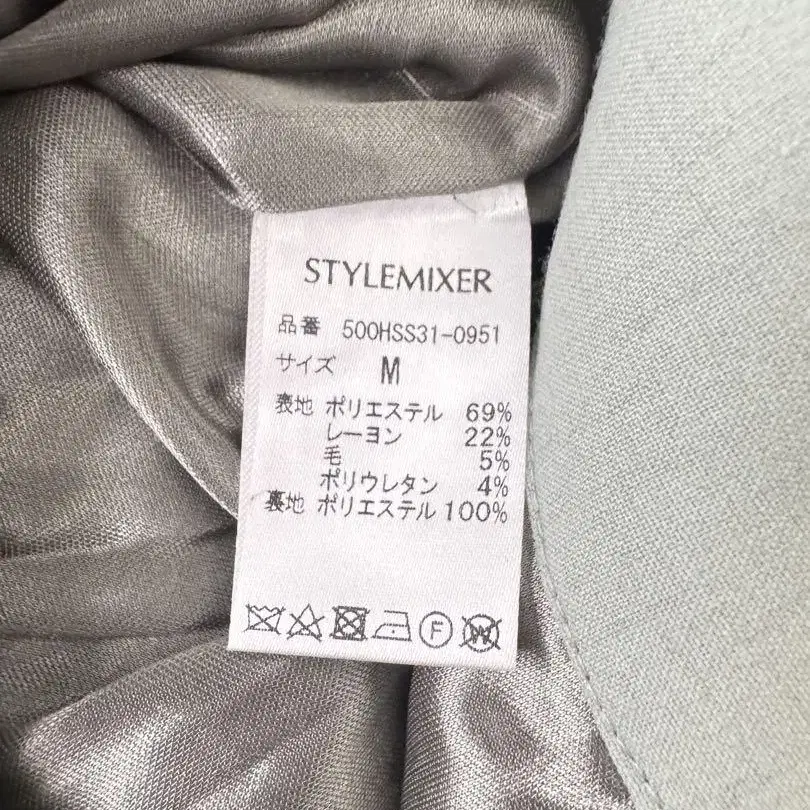 STYLEMIXER
品番 500HSS31-0951
サイズ M
表地 ポリエステル 69%
レーヨン 22%
毛 5%
ポリウレタン 4%
裏地 ポリエステル 100%
F W